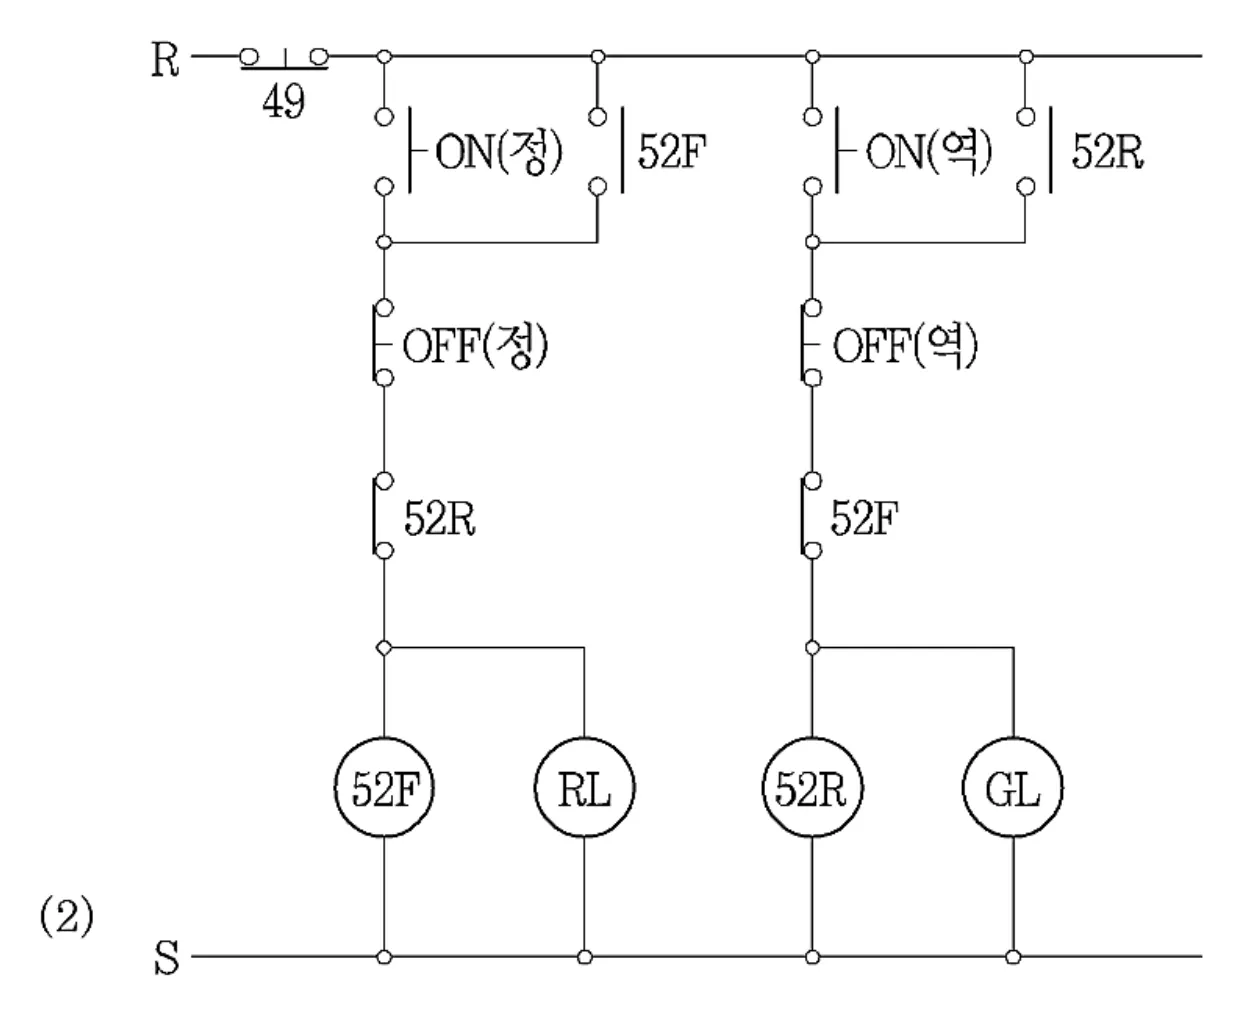 R
49
ON(정) 52F ON(역) 52R
OFF(정) OFF(역)
52R 52F
52F RL 52R GL
(2)
S